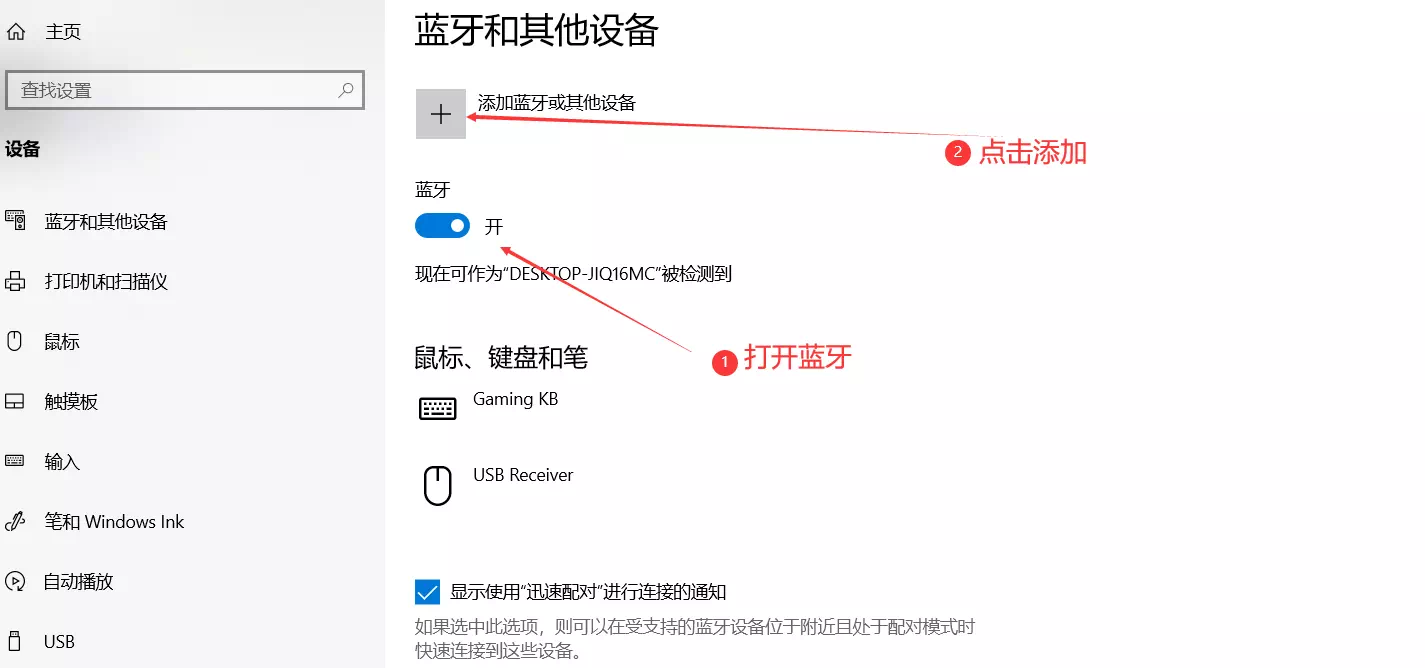 主页
查找设置
设备
蓝牙和其他设备
打印机和扫描仪
鼠标
触摸板
输入
笔和 Windows Ink
自动播放
USB
蓝牙和其他设备
添加蓝牙或其他设备
2 点击添加
蓝牙
开
现在可作为“DESKTOP-JIQ16MC”被检测到
1 打开蓝牙
鼠标、键盘和笔
Gaming KB
USB Receiver
显示使用“迅速配对”进行连接的通知
如果选中此选项，则可以在受支持的蓝牙设备位于附近且处于配对模式时
快速连接到这些设备。